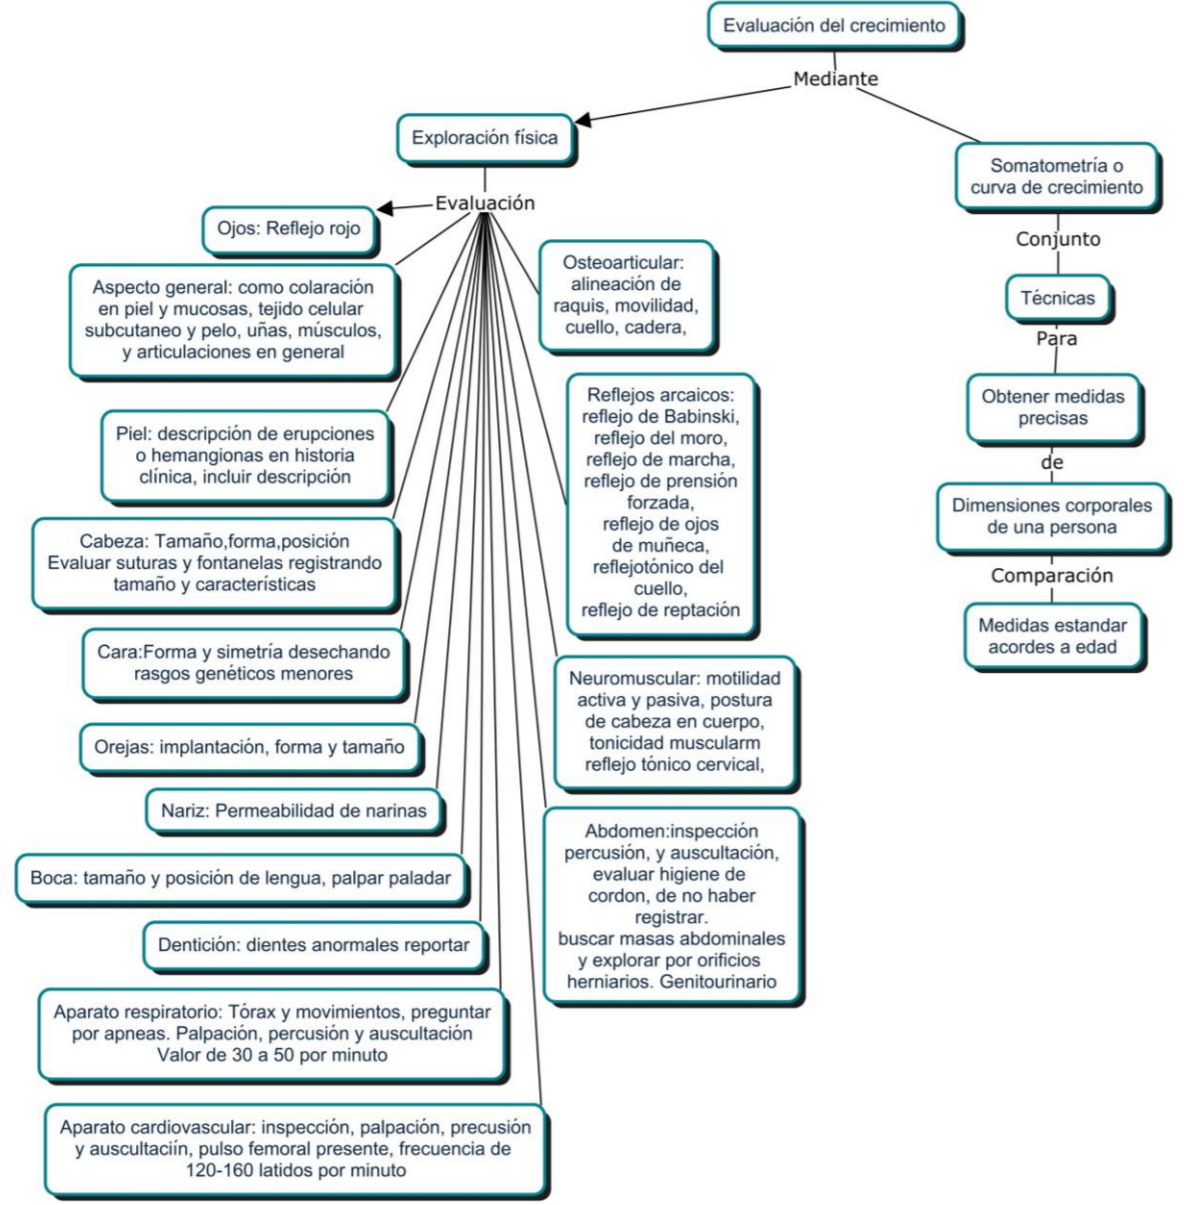 Evaluación del crecimiento
Mediante
Exploración física
Evaluación
Ojos: Reflejo rojo
Aspecto general: como colaración
en piel y mucosas, tejido celular
subcutaneo y pelo, uñas, músculos,
y articulaciones en general
Piel: descripción de erupciones
o hemangionas en historia
clínica, incluir descripción
Cabeza: Tamaño,forma,posición
Evaluar suturas y fontanelas registrando
tamaño y características
Cara:Forma y simetría desechando
rasgos genéticos menores
Orejas: implantación, forma y tamaño
Nariz: Permeabilidad de narinas
Boca: tamaño y posición de lengua, palpar paladar
Dentición: dientes anormales reportar
Aparato respiratorio: Tórax y movimientos, preguntar
por apneas. Palpación, percusión y auscultación
Valor de 30 a 50 por minuto
Aparato cardiovascular: inspección, palpación, precusión
y auscultaciín, pulso femoral presente, frecuencia de
120-160 latidos por minuto
Osteoarticular:
alineación de
raquis, movilidad,
cuello, cadera,
Reflejos arcaicos:
reflejo de Babinski,
reflejo del moro,
reflejo de marcha,
reflejo de prensión
forzada,
reflejo de ojos
de muñeca,
reflejotónico del
cuello,
reflejo de reptación
Neuromuscular: motilidad
activa y pasiva, postura
de cabeza en cuerpo,
tonicidad muscularm
reflejo tónico cervical,
Abdomen:inspección
percusión, y auscultación,
evaluar higiene de
cordon, de no haber
registrar.
buscar masas abdominales
y explorar por orificios
herniarios. Genitourinario
Somatometría o
curva de crecimiento
Conjunto
Técnicas
Para
Obtener medidas
precisas
de
Dimensiones corporales
de una persona
Comparación
Medidas estandar
acordes a edad